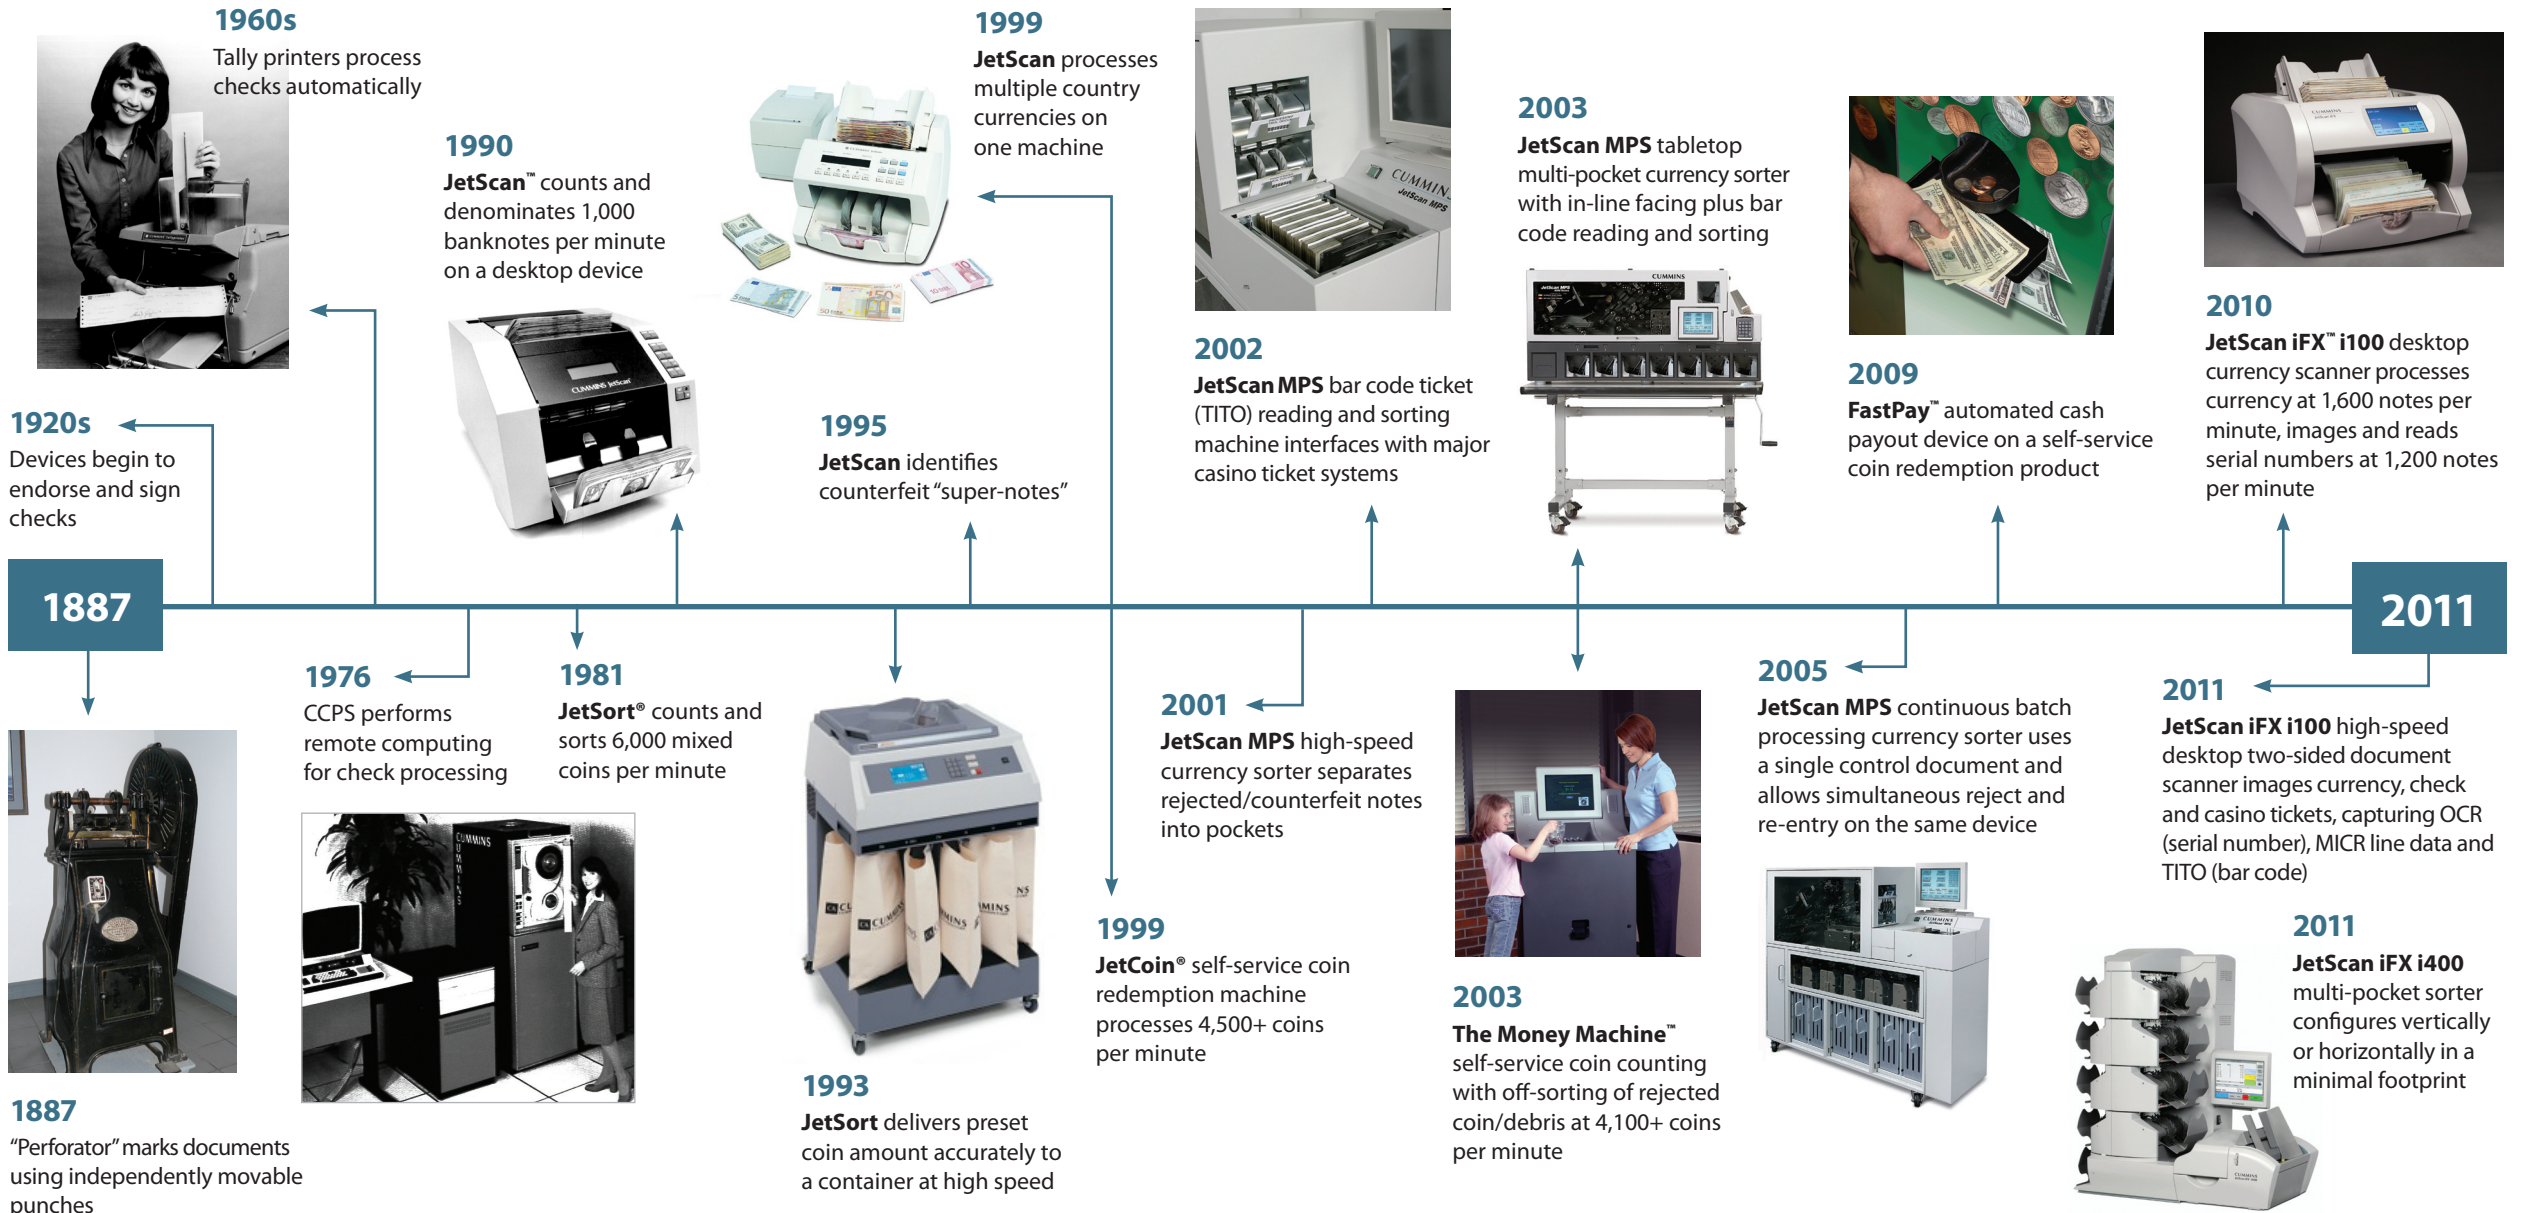 1960s
Tally printers process
checks automatically
1920s
Devices begin to
endorse and sign
checks
1990
JetScan™ counts and
denominates 1,000
banknotes per minute
on a desktop device
CUMMINS JetScan
1999
JetScan processes
multiple country
currencies on
one machine
1995
JetScan identifies
counterfeit “super-notes”
CUMMINS
JetScan MPS
2002
JetScan MPS bar code ticket
(TITO) reading and sorting
machine interfaces with major
casino ticket systems
2003
JetScan MPS tabletop
multi-pocket currency sorter
with in-line facing plus bar
code reading and sorting
CUMMINS
JetScan MPS
2009
FastPay™ automated cash
payout device on a self-service
coin redemption product
2010
JetScan iFX™ i100 desktop
currency scanner processes
currency at 1,600 notes per
minute, images and reads
serial numbers at 1,200 notes
per minute
1887
2011
1887
“Perforator” marks documents
using independently movable
punches
1976
CCPS performs
remote computing
for check processing
CUMMINS
CUMMINS
1981
JetSort® counts and
sorts 6,000 mixed
coins per minute
1993
JetSort delivers preset
coin amount accurately to
a container at high speed
2001
JetScan MPS high-speed
currency sorter separates
rejected/counterfeit notes
into pockets
1999
JetCoin® self-service coin
redemption machine
processes 4,500+ coins
per minute
2003
The Money Machine™
self-service coin counting
with off-sorting of rejected
coin/debris at 4,100+ coins
per minute
2005
JetScan MPS continuous batch
processing currency sorter uses
a single control document and
allows simultaneous reject and
re-entry on the same device
CUMMINS
2011
JetScan iFX i100 high-speed
desktop two-sided document
scanner images currency, check
and casino tickets, capturing OCR
(serial number), MICR line data and
TITO (bar code)
2011
JetScan iFX i400
multi-pocket sorter
configures vertically
or horizontally in a
minimal footprint
CUMMINS